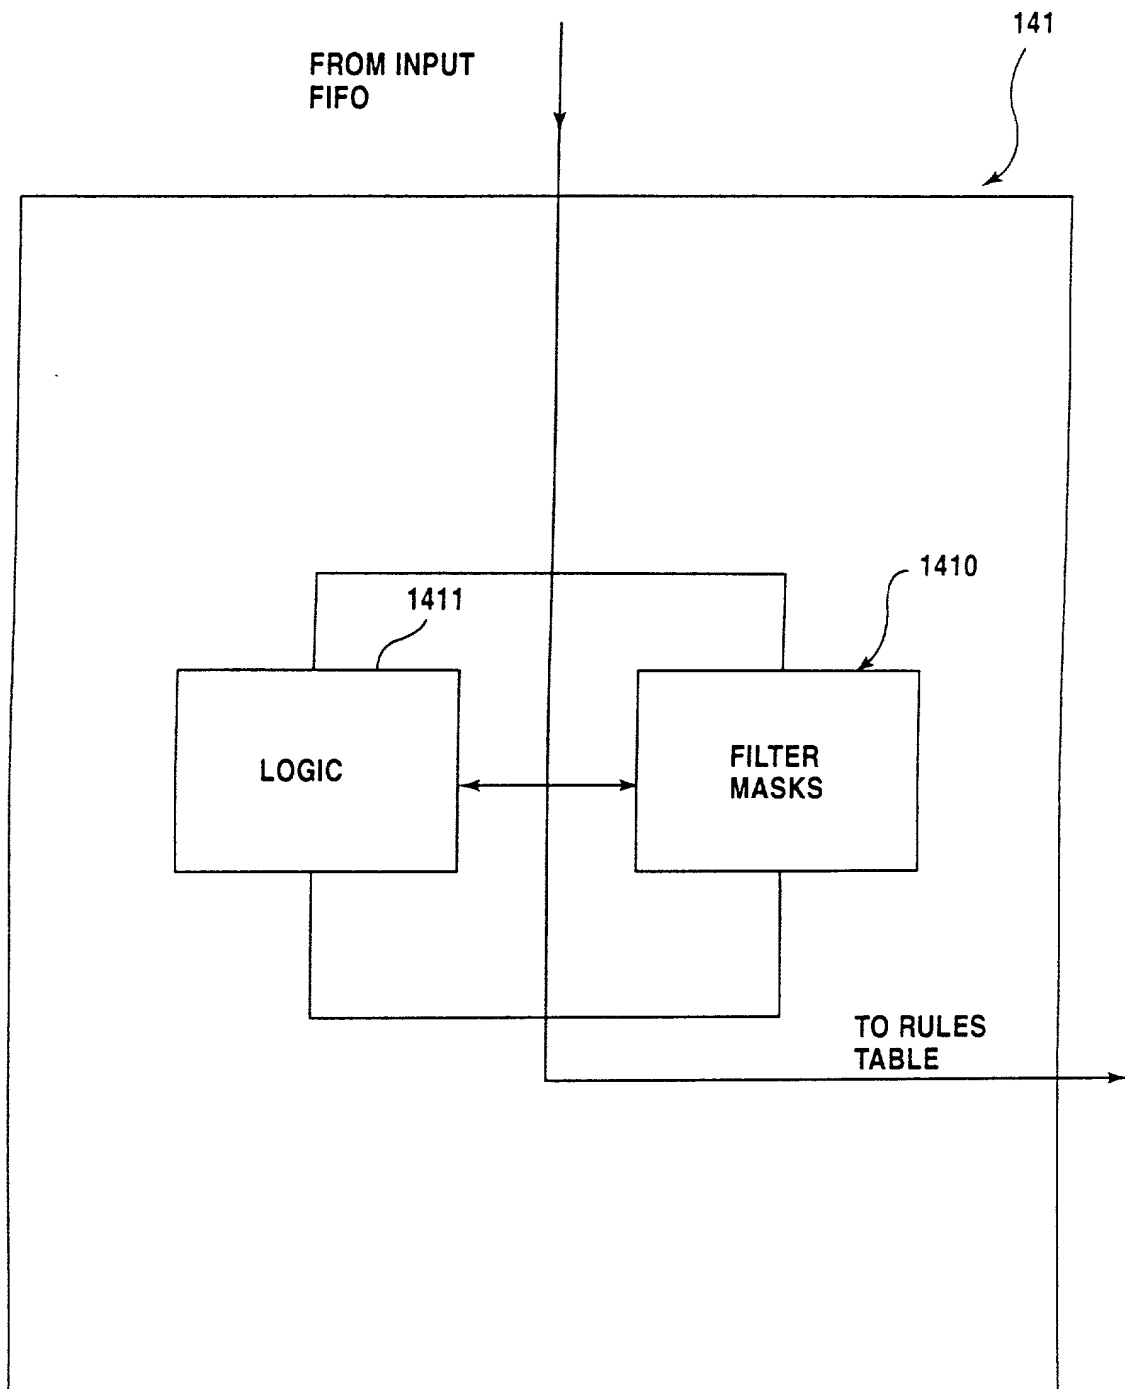 141
FROM INPUT
FIFO
1410
1411
LOGIC
FILTER
MASKS
TO RULES
TABLE